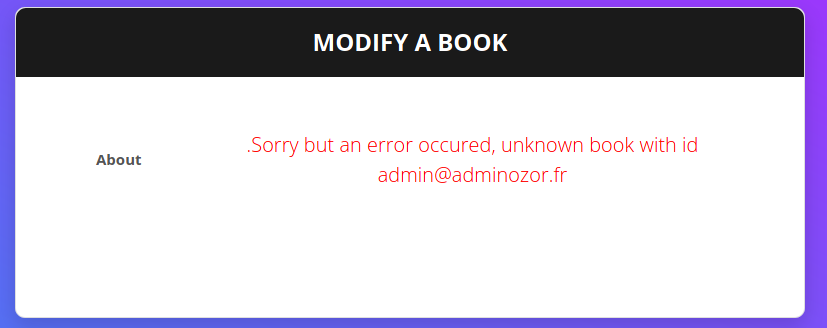 MODIFY A BOOK
About
.Sorry but an error occured, unknown book with id
admin@adminozor.fr